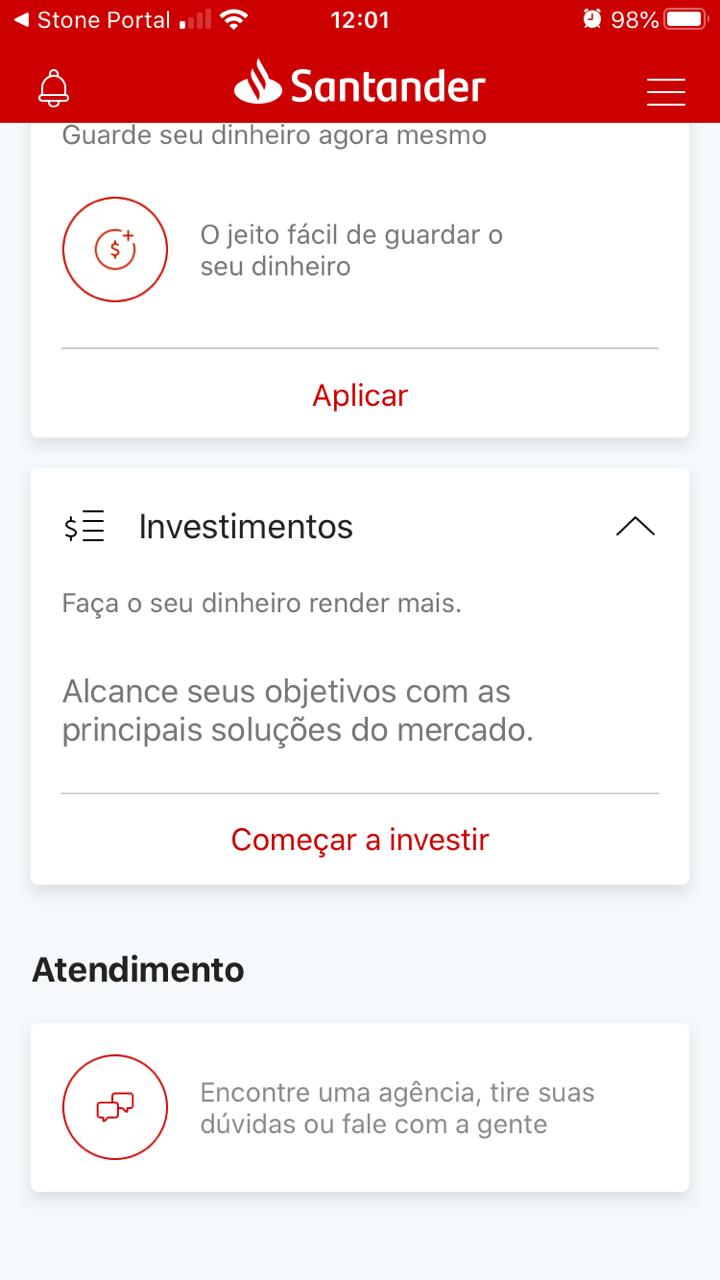 Stone Portal 12:01 98%
Santander
Guarde seu dinheiro agora mesmo
$
O jeito fácil de guardar o
seu dinheiro
Aplicar
$ Investimentos
Faça o seu dinheiro render mais.
Alcance seus objetivos com as
principais soluções do mercado.
Começar a investir
Atendimento
Encontre uma agência, tire suas
dúvidas ou fale com a gente